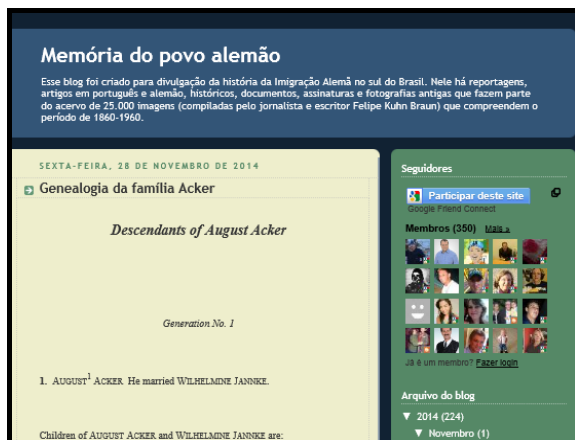 Memória do povo alemão
Esse blog foi criado para divulgação da história da Imigração Alemã no sul do Brasil. Nele há reportagens,
artigos em português e alemão, históricos, documentos, assinaturas e fotografias antigas que fazem parte
do acervo de 25.000 imagens (compiladas pelo jornalista e escritor Felipe Kuhn Braun) que compreendem o
período de 1860-1960.
SEXTA-FEIRA, 28 DE NOVEMBRO DE 2014
Genealogia da família Acker
Descendants of August Acker
Generation No. 1
1. AUGUST1 ACKER He married WILHELMINE JANNKE.
Children of AUGUST ACKER and WILHELMINE JANNKE are:
Seguidores
Participar deste site
Google Friend Connect
Membros (350) Mais »
Já é um membro? Fazer login
Arquivo do blog
▼ 2014 (224)
▼ Novembro (1)